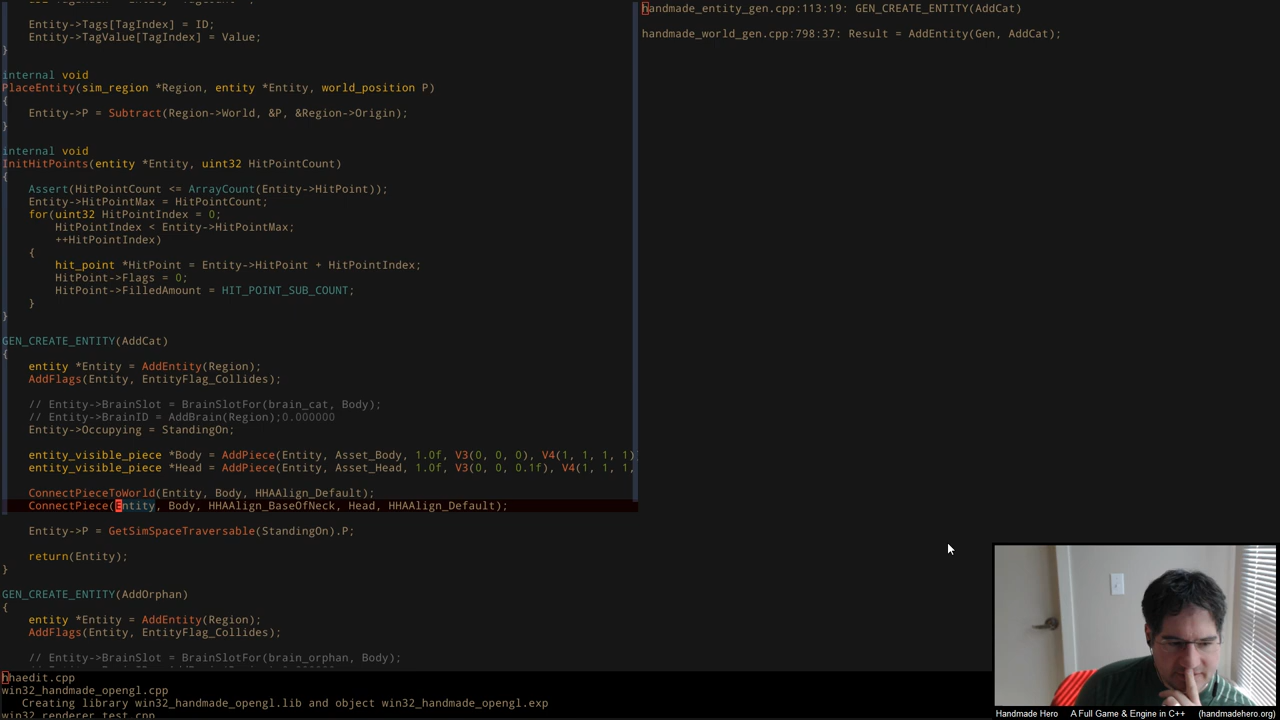 Entity->Tags[TagIndex] = ID;
Entity->TagValue[TagIndex] = Value;
}
internal void
PlaceEntity(sim_region *Region, entity *Entity, world_position P)
{
Entity->P = Subtract(Region->World, &P, &Region->Origin);
}
internal void
InitHitPoints(entity *Entity, uint32 HitPointCount)
{
Assert(HitPointCount <= ArrayCount(Entity->HitPoint));
Entity->HitPointMax = HitPointCount;
for(uint32 HitPointIndex = 0;
HitPointIndex < Entity->HitPointMax;
++HitPointIndex)
{
hit_point *HitPoint = Entity->HitPoint + HitPointIndex;
HitPoint->Flags = 0;
HitPoint->FilledAmount = HIT_POINT_SUB_COUNT;
}
}
GEN_CREATE_ENTITY(AddCat)
{
entity *Entity = AddEntity(Region);
AddFlags(Entity, EntityFlag_Collides);
// Entity->BrainSlot = BrainSlotFor(brain_cat, Body);
// Entity->BrainID = AddBrain(Region);0.000000
Entity->Occupying = StandingOn;
entity_visible_piece *Body = AddPiece(Entity, Asset_Body, 1.0f, V3(0, 0, 0), V4(1, 1, 1, 1)
entity_visible_piece *Head = AddPiece(Entity, Asset_Head, 1.0f, V3(0, 0, 0.1f), V4(1, 1, 1,
ConnectPieceToWorld(Entity, Body, HHAAlign_Default);
ConnectPiece(Entity, Body, HHAAlign_BaseOfNeck, Head, HHAAlign_Default);
Entity->P = GetSimSpaceTraversable(StandingOn).P;
return(Entity);
}
GEN_CREATE_ENTITY(AddOrphan)
{
entity *Entity = AddEntity(Region);
AddFlags(Entity, EntityFlag_Collides);
// Entity->BrainSlot = BrainSlotFor(brain_orphan, Body);
handmade_entity_gen.cpp:113:19: GEN_CREATE_ENTITY(AddCat)
handmade_world_gen.cpp:798:37: Result = AddEntity(Gen, AddCat);
hhaedit.cpp
win32_handmade_opengl.cpp
Creating library win32_handmade_opengl.lib and object win32_handmade_opengl.exp
win32_renderer_test.cpp
Handmade Hero A Full Game & Engine in C++ (handmadehero.org)